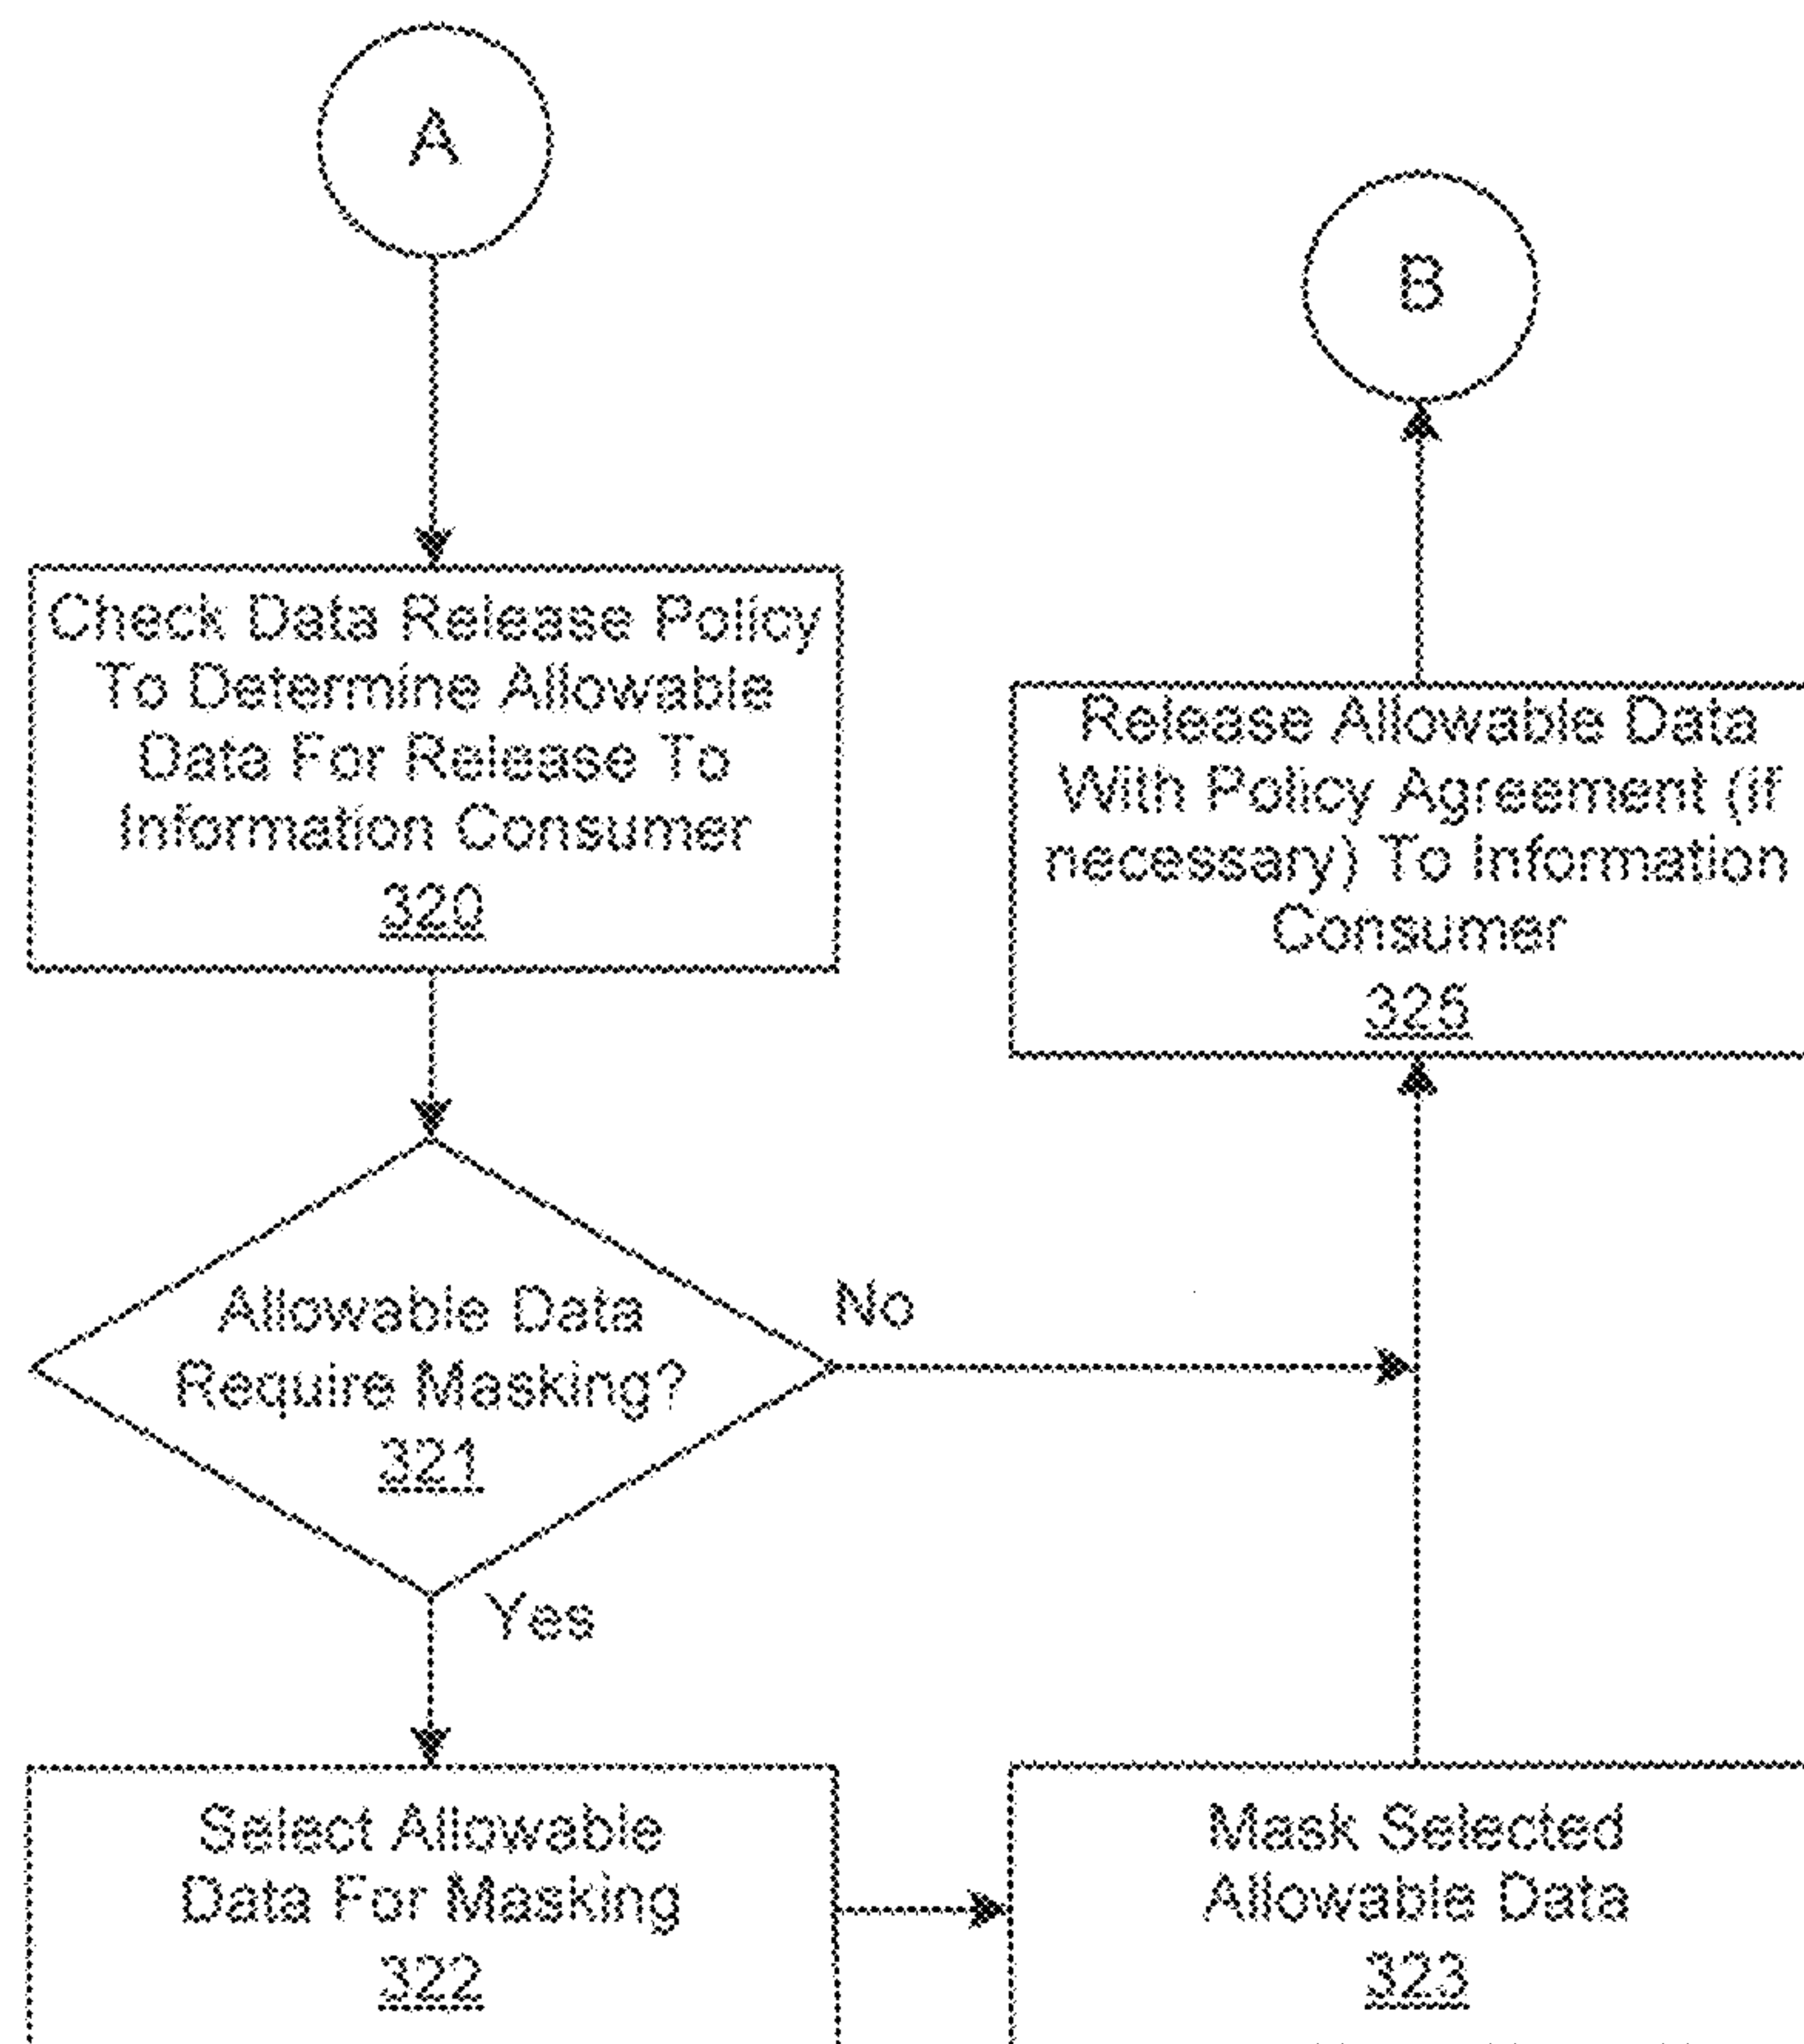 A
Check Data Release Policy
To Determine Allowable
Data For Release To
Information Consumer
320
Allowable Data
Require Masking?
321
No
Yes
Select Allowable
Data For Masking
322
Mask Selected
Allowable Data
323
Release Allowable Data
With Policy Agreement (if
necessary) To Information
Consumer
325
B